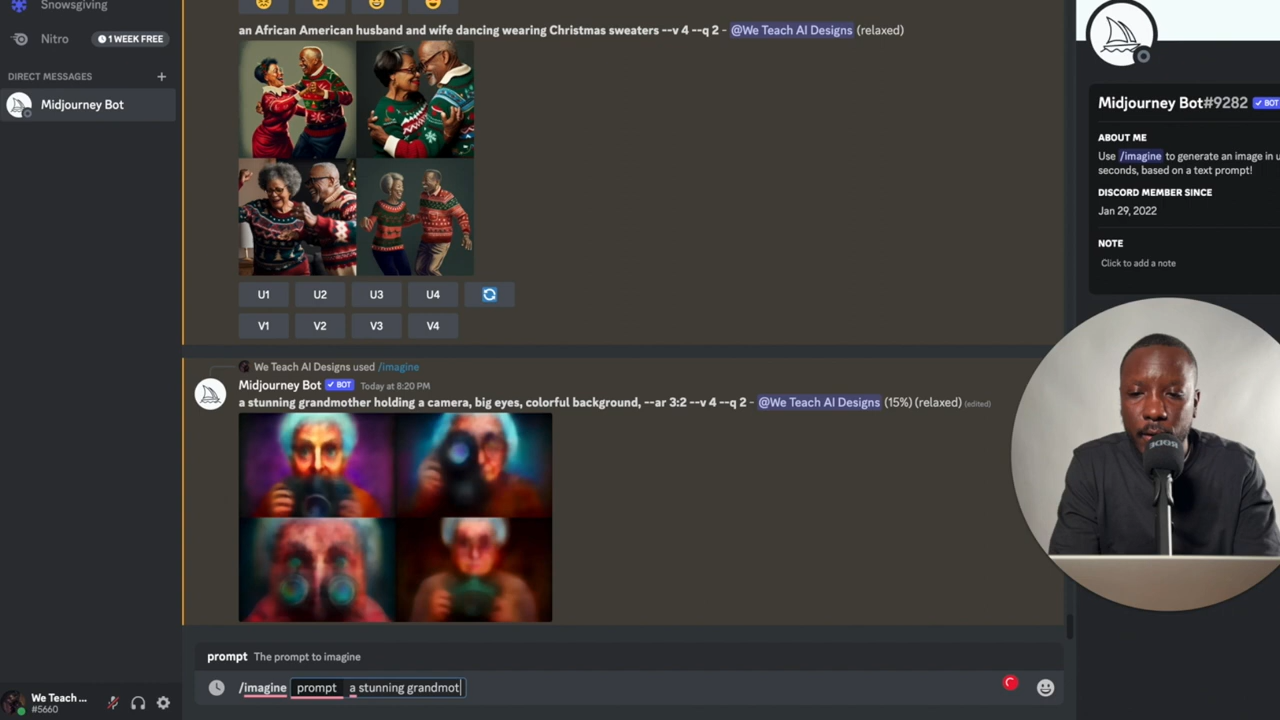 Snowsgiving
Nitro
1 WEEK FREE
DIRECT MESSAGES
Midjourney Bot
an African American husband and wife dancing wearing Christmas sweaters --v 4 --q 2 - @We Teach AI Designs (relaxed)
U1 U2 U3 U4
V1 V2 V3 V4
We Teach AI Designs used /imagine
Midjourney Bot ✓ BOT Today at 8:20 PM
a stunning grandmother holding a camera, big eyes, colorful background, --ar 3:2 --v 4 --q 2 - @We Teach AI Designs (15%) (relaxed) (edited)
prompt The prompt to imagine
/imagine prompt a stunning grandmot
We Teach ...
#5660
Midjourney Bot#9282 ✓ BOT
ABOUT ME
Use /imagine to generate an image in u
seconds, based on a text prompt!
DISCORD MEMBER SINCE
Jan 29, 2022
NOTE
Click to add a note
RODE